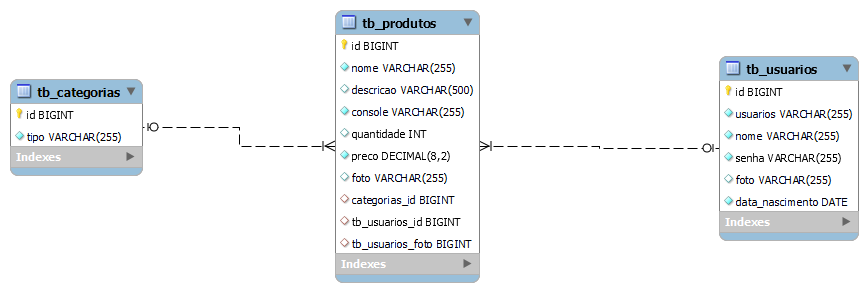 tb_categorias
id BIGINT
tipo VARCHAR(255)
Indexes
tb_produtos
id BIGINT
nome VARCHAR(255)
descricao VARCHAR(500)
console VARCHAR(255)
quantidade INT
preco DECIMAL(8,2)
foto VARCHAR(255)
categorias_id BIGINT
tb_usuarios_id BIGINT
tb_usuarios_foto BIGINT
Indexes
tb_usuarios
id BIGINT
usuarios VARCHAR(255)
nome VARCHAR(255)
senha VARCHAR(255)
foto VARCHAR(255)
data_nascimento DATE
Indexes